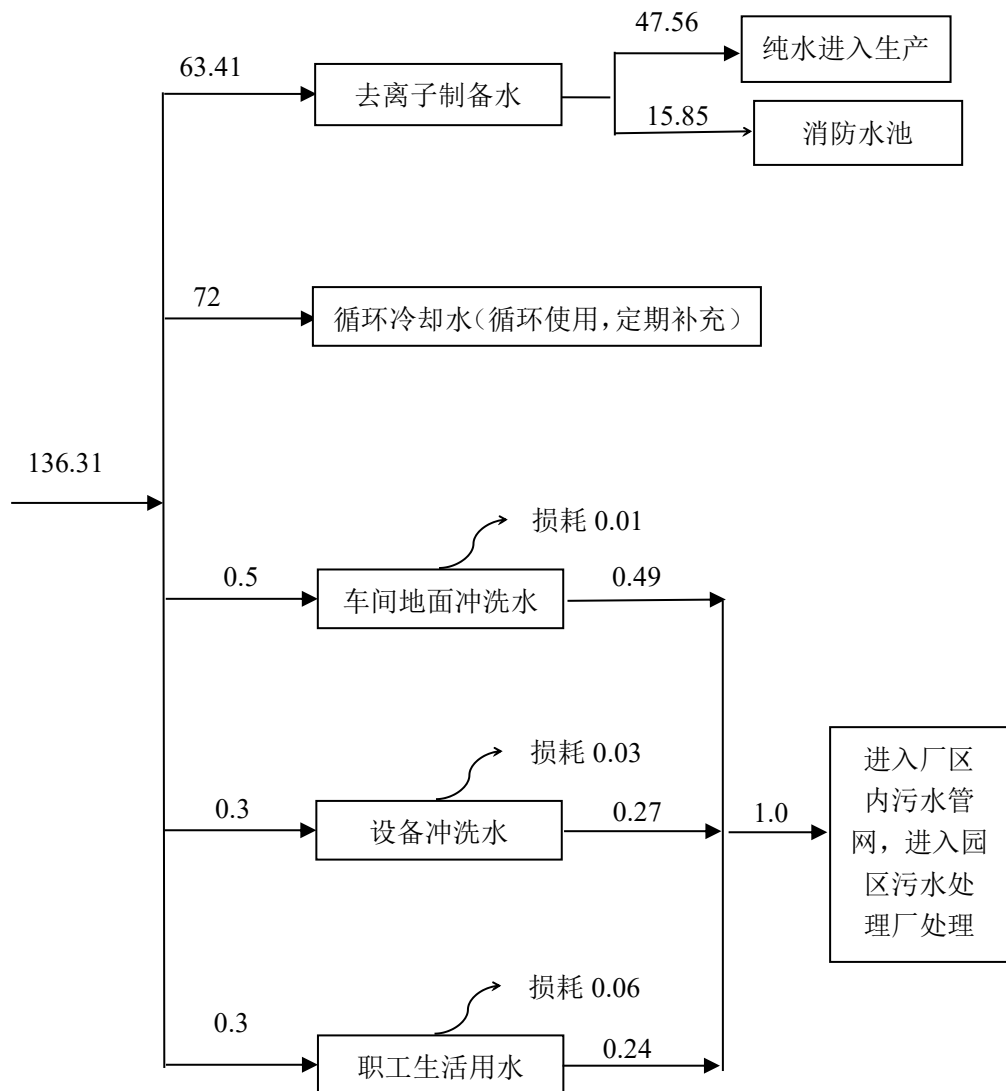 47.56
纯水进入生产
63.41
去离子制备水
15.85
消防水池
72
循环冷却水（循环使用，定期补充）
136.31
损耗 0.01
0.5
车间地面冲洗水
0.49
损耗 0.03
0.3
设备冲洗水
0.27
1.0
进入厂区
内污水管
网，进入园
区污水处
理厂处理
损耗 0.06
0.3
职工生活用水
0.24